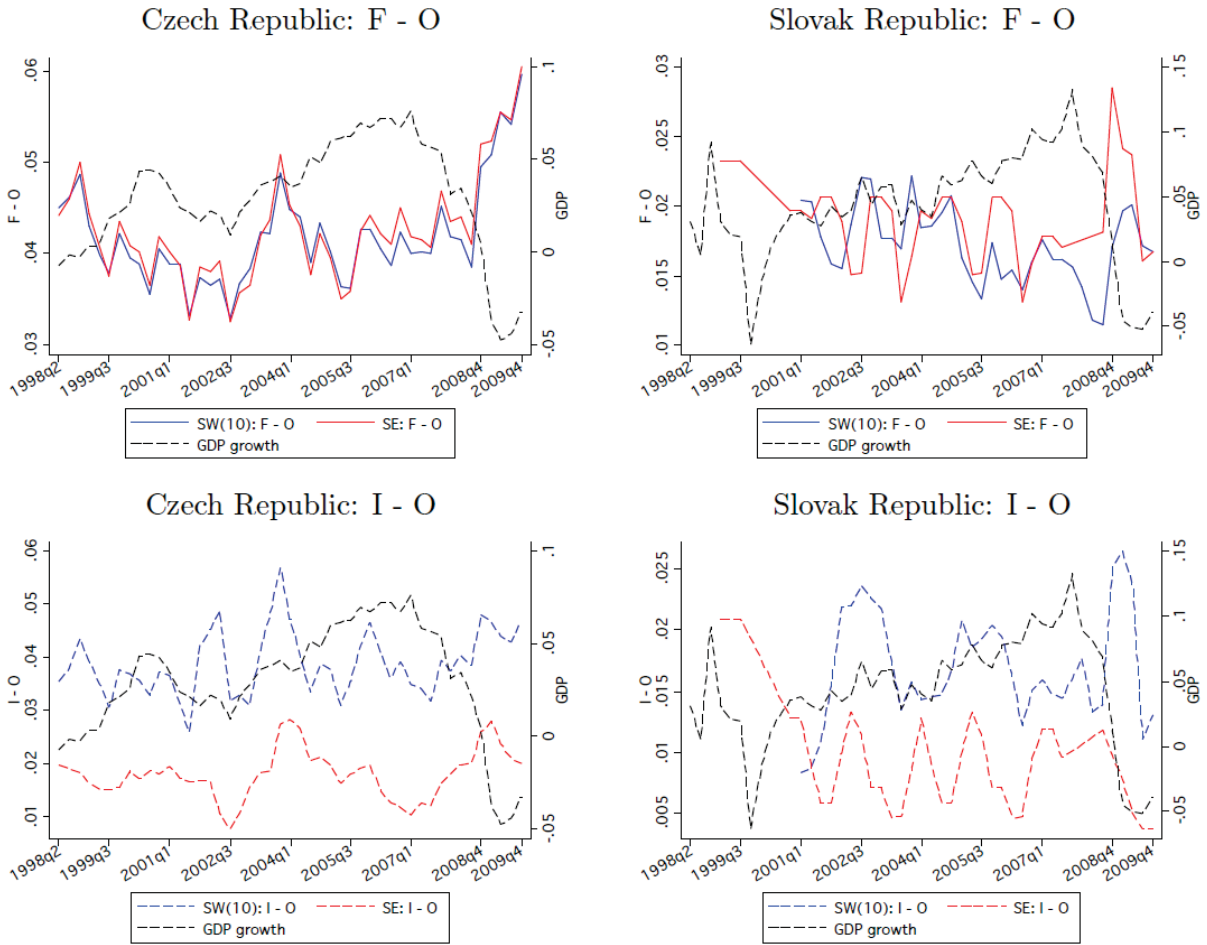 Czech Republic: F - O
.06
.05
.04
.03
F - O
.1
.05
0
-.05
GDP
1998q2
1999q3
2001q1
2002q3
2004q1
2005q3
2007q1
2008q4
2009q4
SW(10): F - O
SE: F - O
GDP growth
Slovak Republic: F - O
.03
.025
.02
.015
.01
F - O
.15
.1
.05
0
-.05
GDP
1998q2
1999q3
2001q1
2002q3
2004q1
2005q3
2007q1
2008q4
2009q4
SW(10): F - O
SE: F - O
GDP growth
Czech Republic: I - O
.06
.05
.04
.03
.02
.01
I - O
.1
.05
0
-.05
GDP
1998q2
1999q3
2001q1
2002q3
2004q1
2005q3
2007q1
2008q4
2009q4
SW(10): I - O
SE: I - O
GDP growth
Slovak Republic: I - O
.025
.02
.015
.01
.005
I - O
.15
.1
.05
0
-.05
GDP
1998q2
1999q3
2001q1
2002q3
2004q1
2005q3
2007q1
2008q4
2009q4
SW(10): I - O
SE: I - O
GDP growth